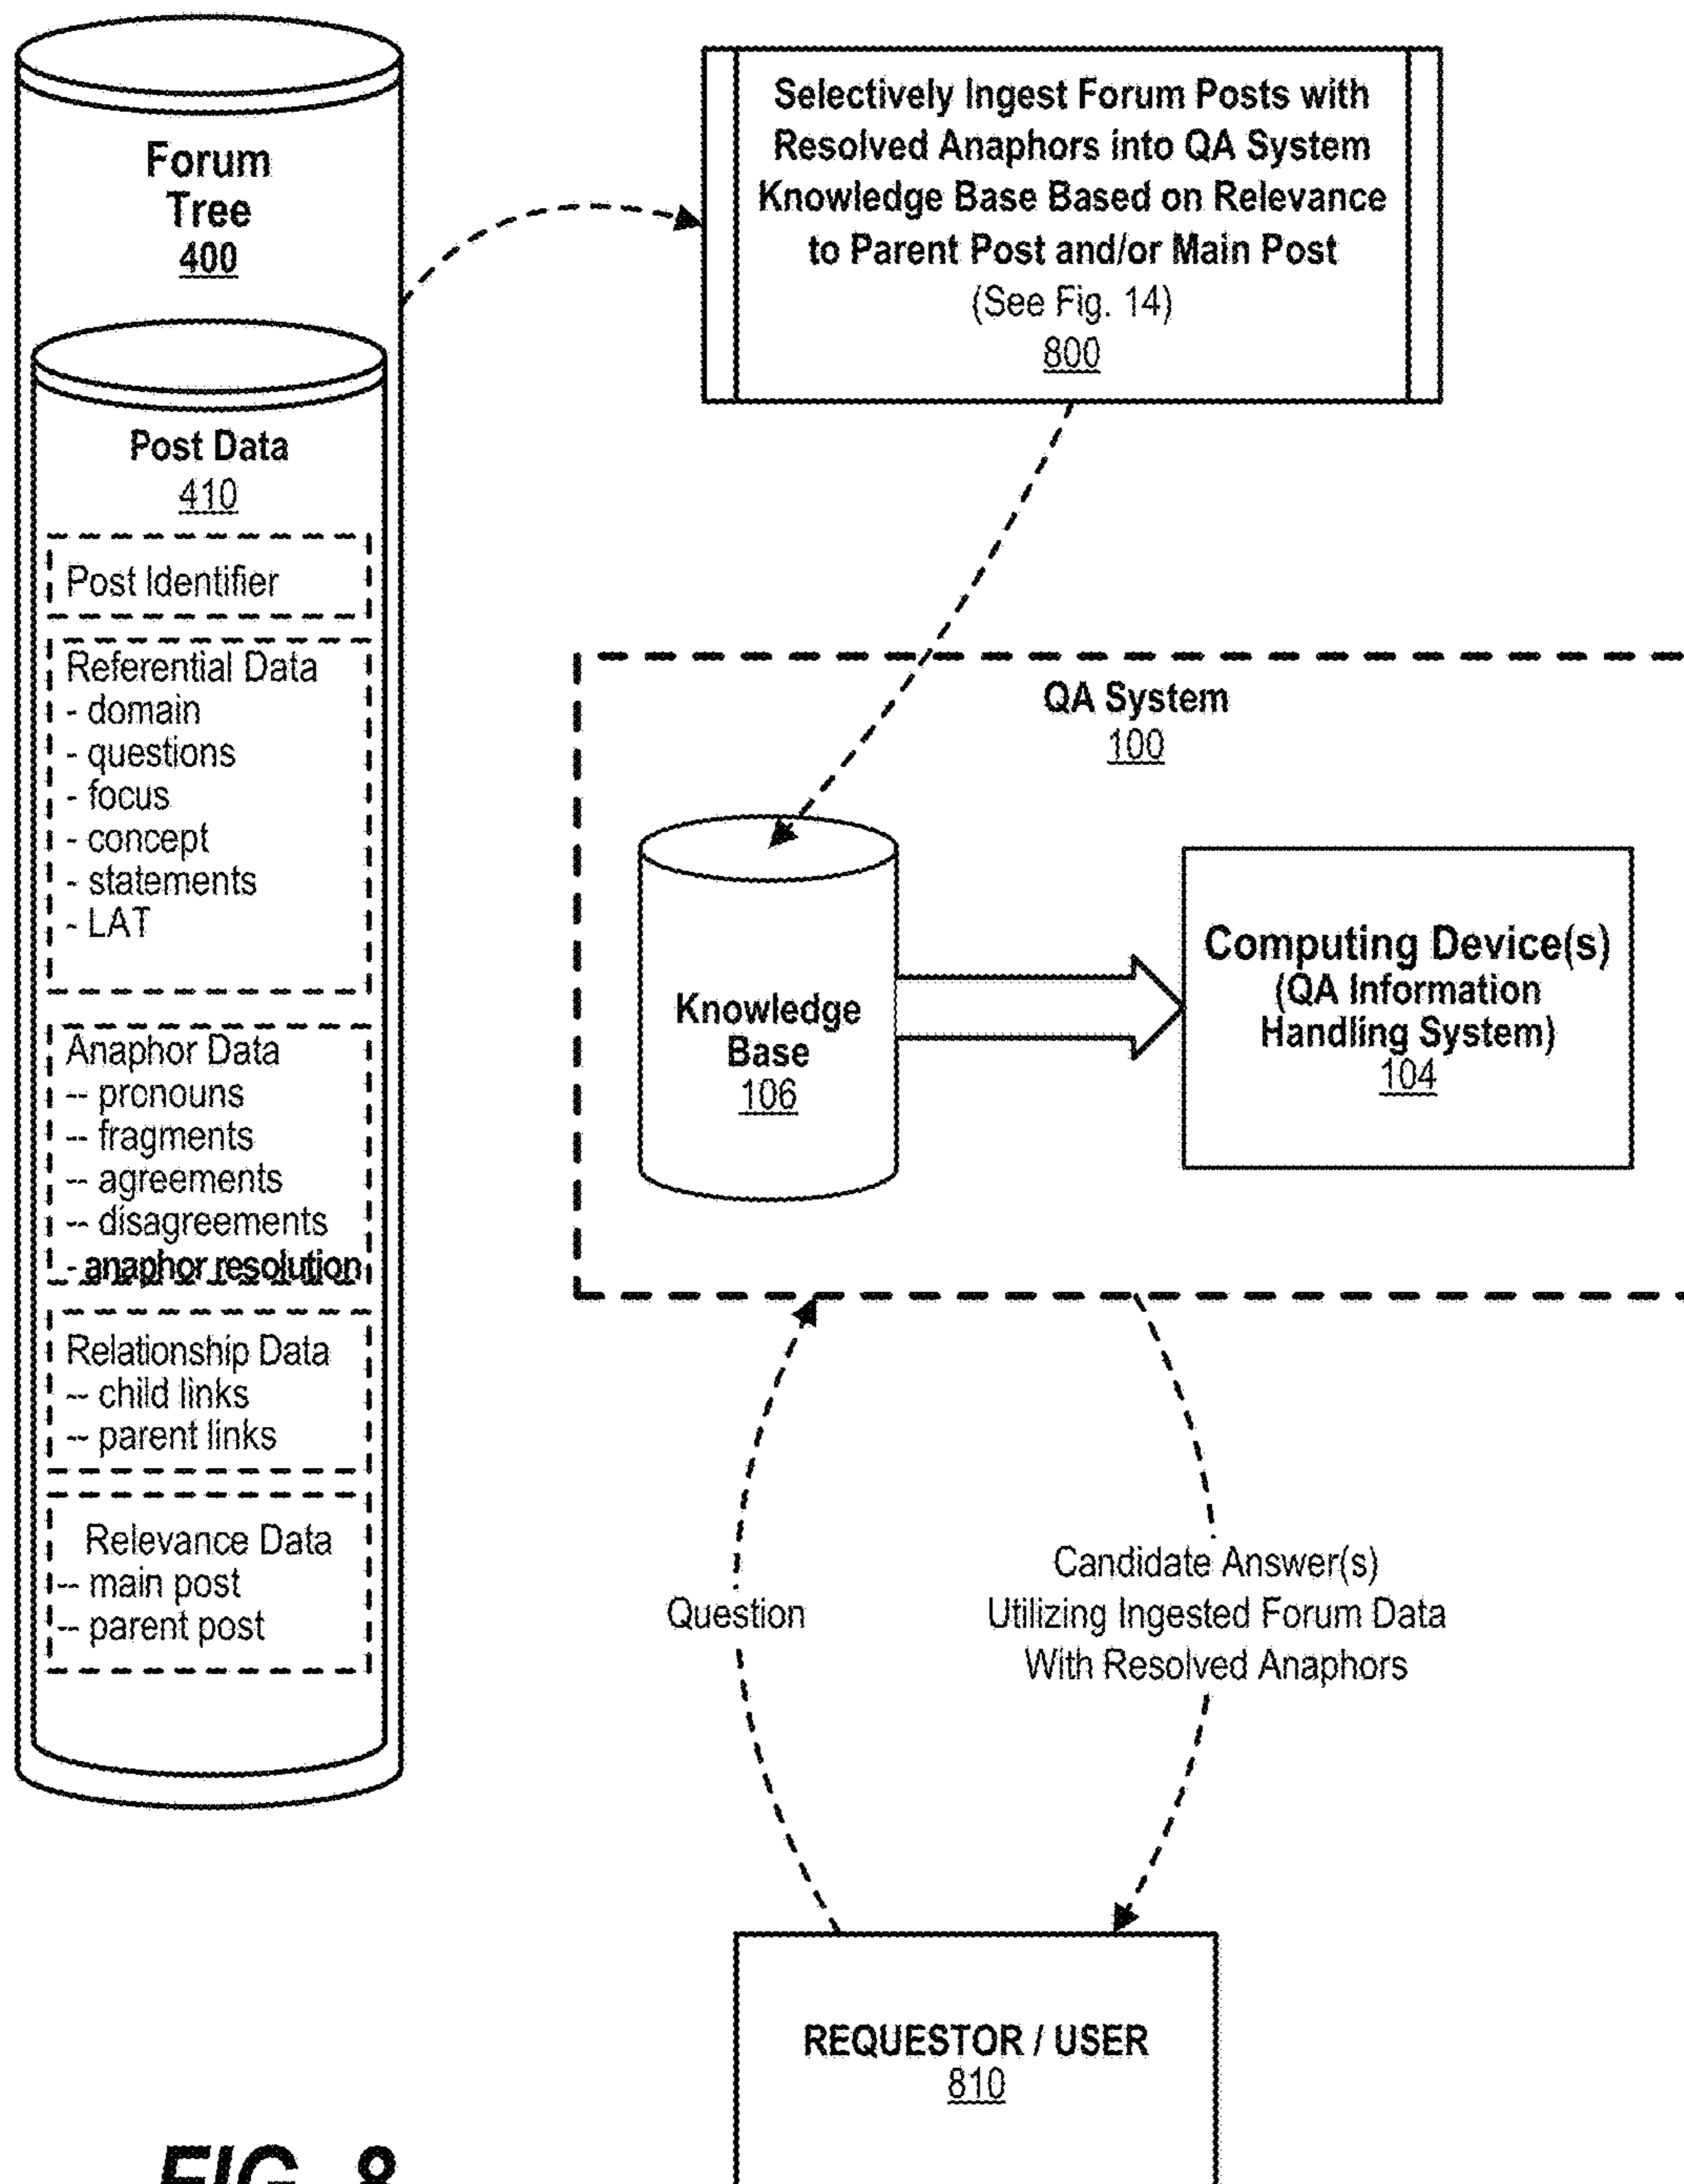 Forum
Tree
400
Post Data
410
Post Identifier
Referential Data
- domain
- questions
- focus
- concept
- statements
- LAT
Anaphor Data
-- pronouns
-- fragments
-- agreements
-- disagreements
- anaphor resolution
Relationship Data
-- child links
-- parent links
Relevance Data
-- main post
-- parent post
Selectively Ingest Forum Posts with
Resolved Anaphors into QA System
Knowledge Base Based on Relevance
to Parent Post and/or Main Post
(See Fig. 14)
800
QA System
100
Knowledge
Base
106
Computing Device(s)
(QA Information
Handling System)
104
Question
Candidate Answer(s)
Utilizing Ingested Forum Data
With Resolved Anaphors
REQUESTOR / USER
810
FIG. 8